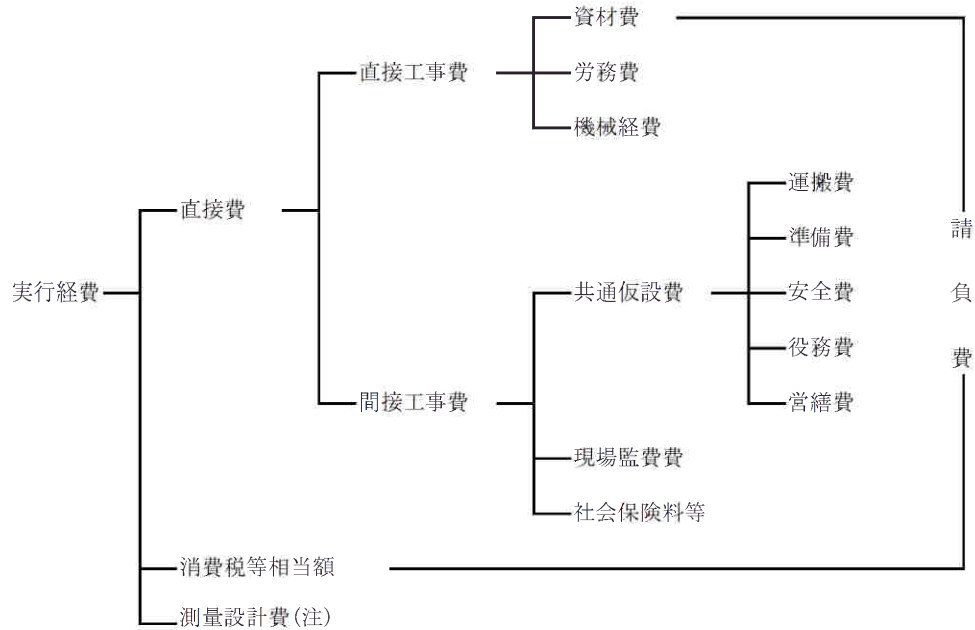 実行経費
直接費
直接工事費
資材費
労務費
機械経費
間接工事費
共通仮設費
運搬費
準備費
安全費
役務費
営繕費
現場監費費
社会保険料等
消費税等相当額
測量設計費(注)
請負費